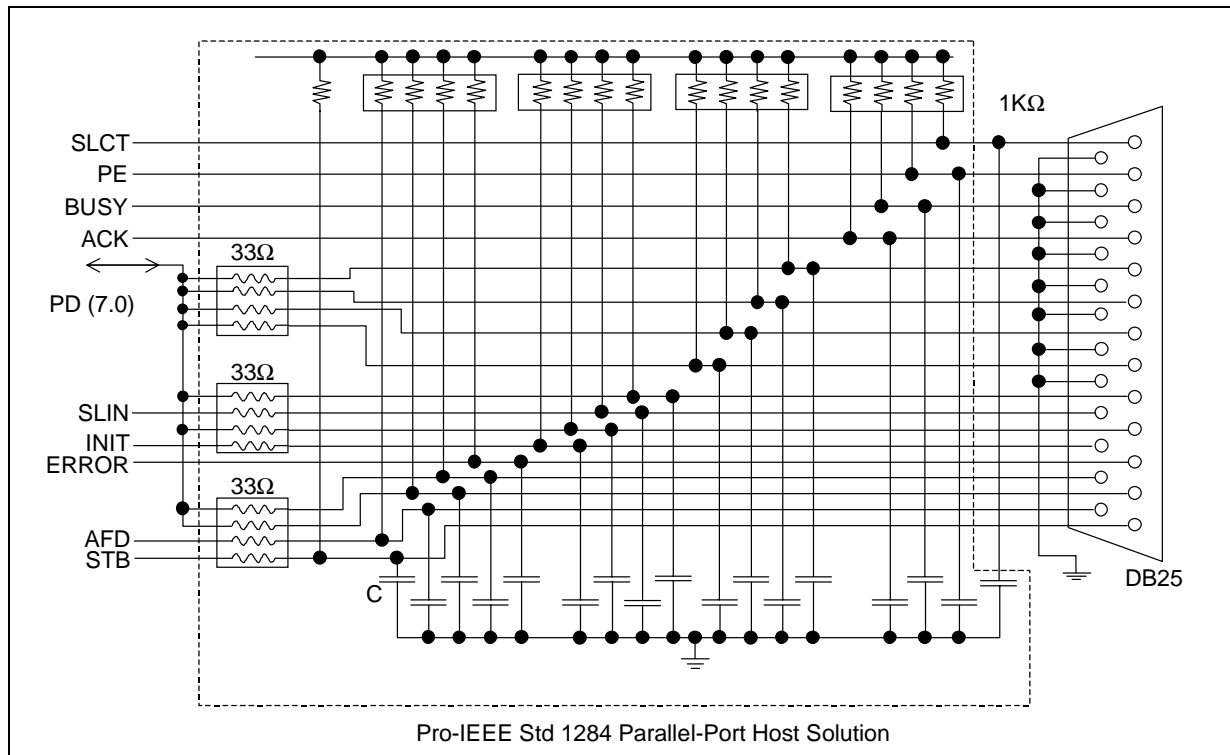 1KΩ
SLCT
PE
BUSY
ACK
33Ω
PD (7.0)
33Ω
SLIN
INIT
ERROR
33Ω
AFD
STB
C
DB25
Pro-IEEE Std 1284 Parallel-Port Host Solution